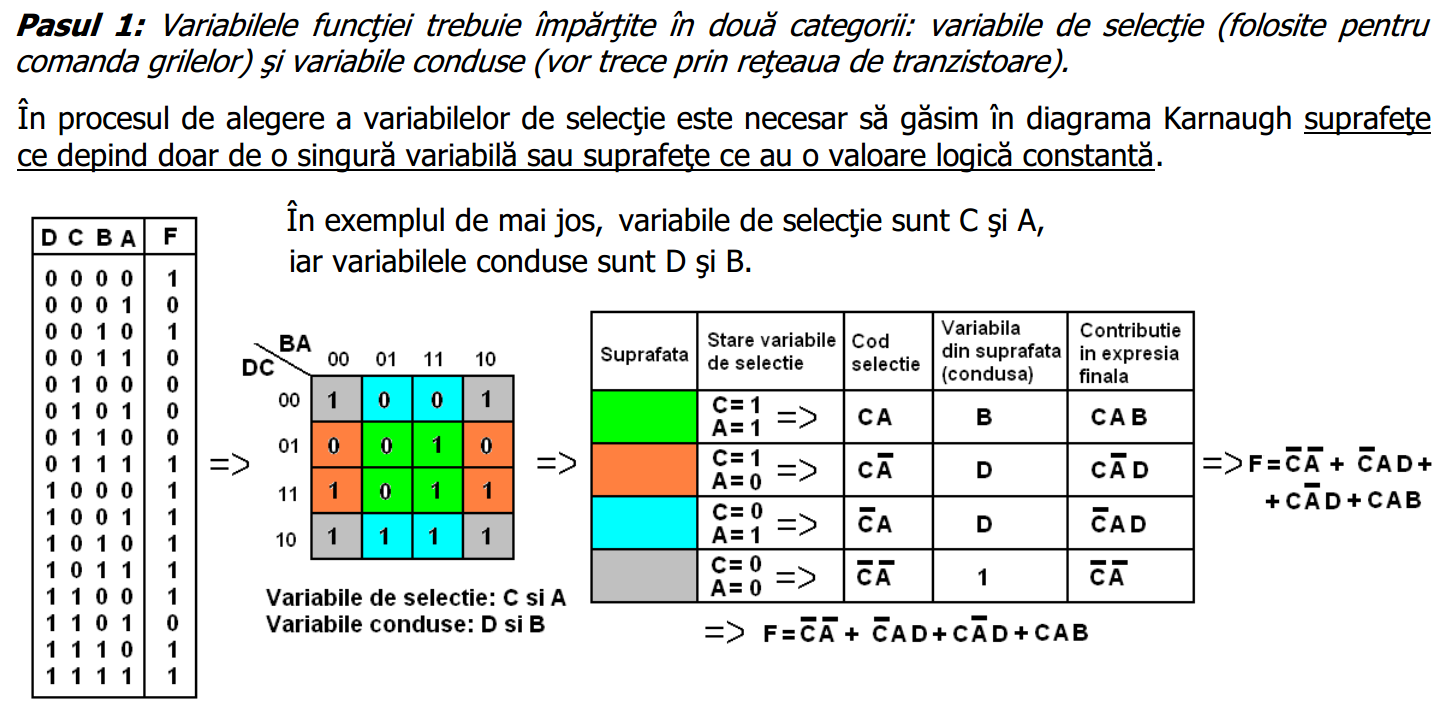 Pasul 1: Variabilele funcţiei trebuie împărţite în două categorii: variabile de selecţie (folosite pentru
comanda grilelor) şi variabile conduse (vor trece prin reţeaua de tranzistoare).
În procesul de alegere a variabilelor de selecţie este necesar să găsim în diagrama Karnaugh suprafeţe
ce depind doar de o singură variabilă sau suprafeţe ce au o valoare logică constantă.
În exemplul de mai jos, variabile de selecţie sunt C şi A,
iar variabilele conduse sunt D şi B.
D C B A F
0 0 0 0 1
0 0 0 1 0
0 0 1 0 1
0 0 1 1 0
0 1 0 0 0
0 1 0 1 0
0 1 1 0 0
0 1 1 1 1
1 0 0 0 1
1 0 0 1 1
1 0 1 0 1
1 0 1 1 1
1 1 0 0 1
1 1 0 1 0
1 1 1 0 1
1 1 1 1 1
=>
BA
DC
00 01 11 10
00 1 0 0 1
01 0 0 1 0
11 1 0 1 1
10 1 1 1 1
Variabile de selectie: C si A
Variabile conduse: D si B
=>
Suprafata
Stare variabile
de selectie
Cod
selectie
Variabila
din suprafata
(condusa)
Contributie
in expresia
finala
C= 1
A= 1
=> CA B CAB
C= 1
A= 0
=> CA̅ D CA̅D
C= 0
A= 1
=> C̅A D C̅AD
C= 0
A= 0
=> C̅A̅ 1 C̅A̅
=> F=C̅A̅ + C̅AD+CA̅D+CAB
=> F=C̅A̅ + C̅AD+
+CA̅D+CAB